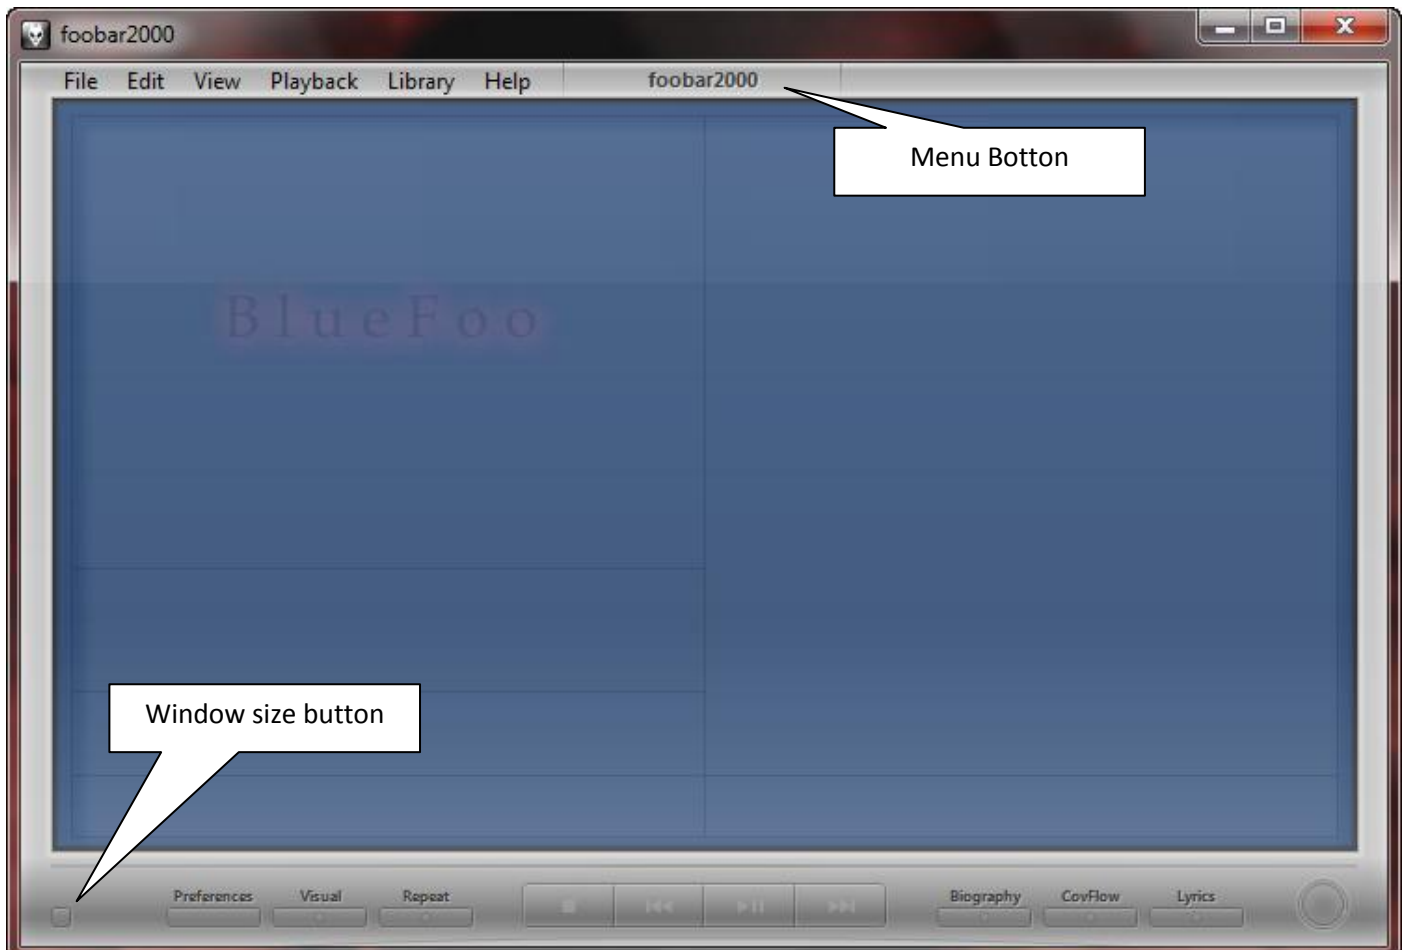 foobar2000
File Edit View Playback Library Help foobar2000
Menu Botton
BlueFoo
Window size button
Preferences Visual Repeat Biography CovFlow Lyrics